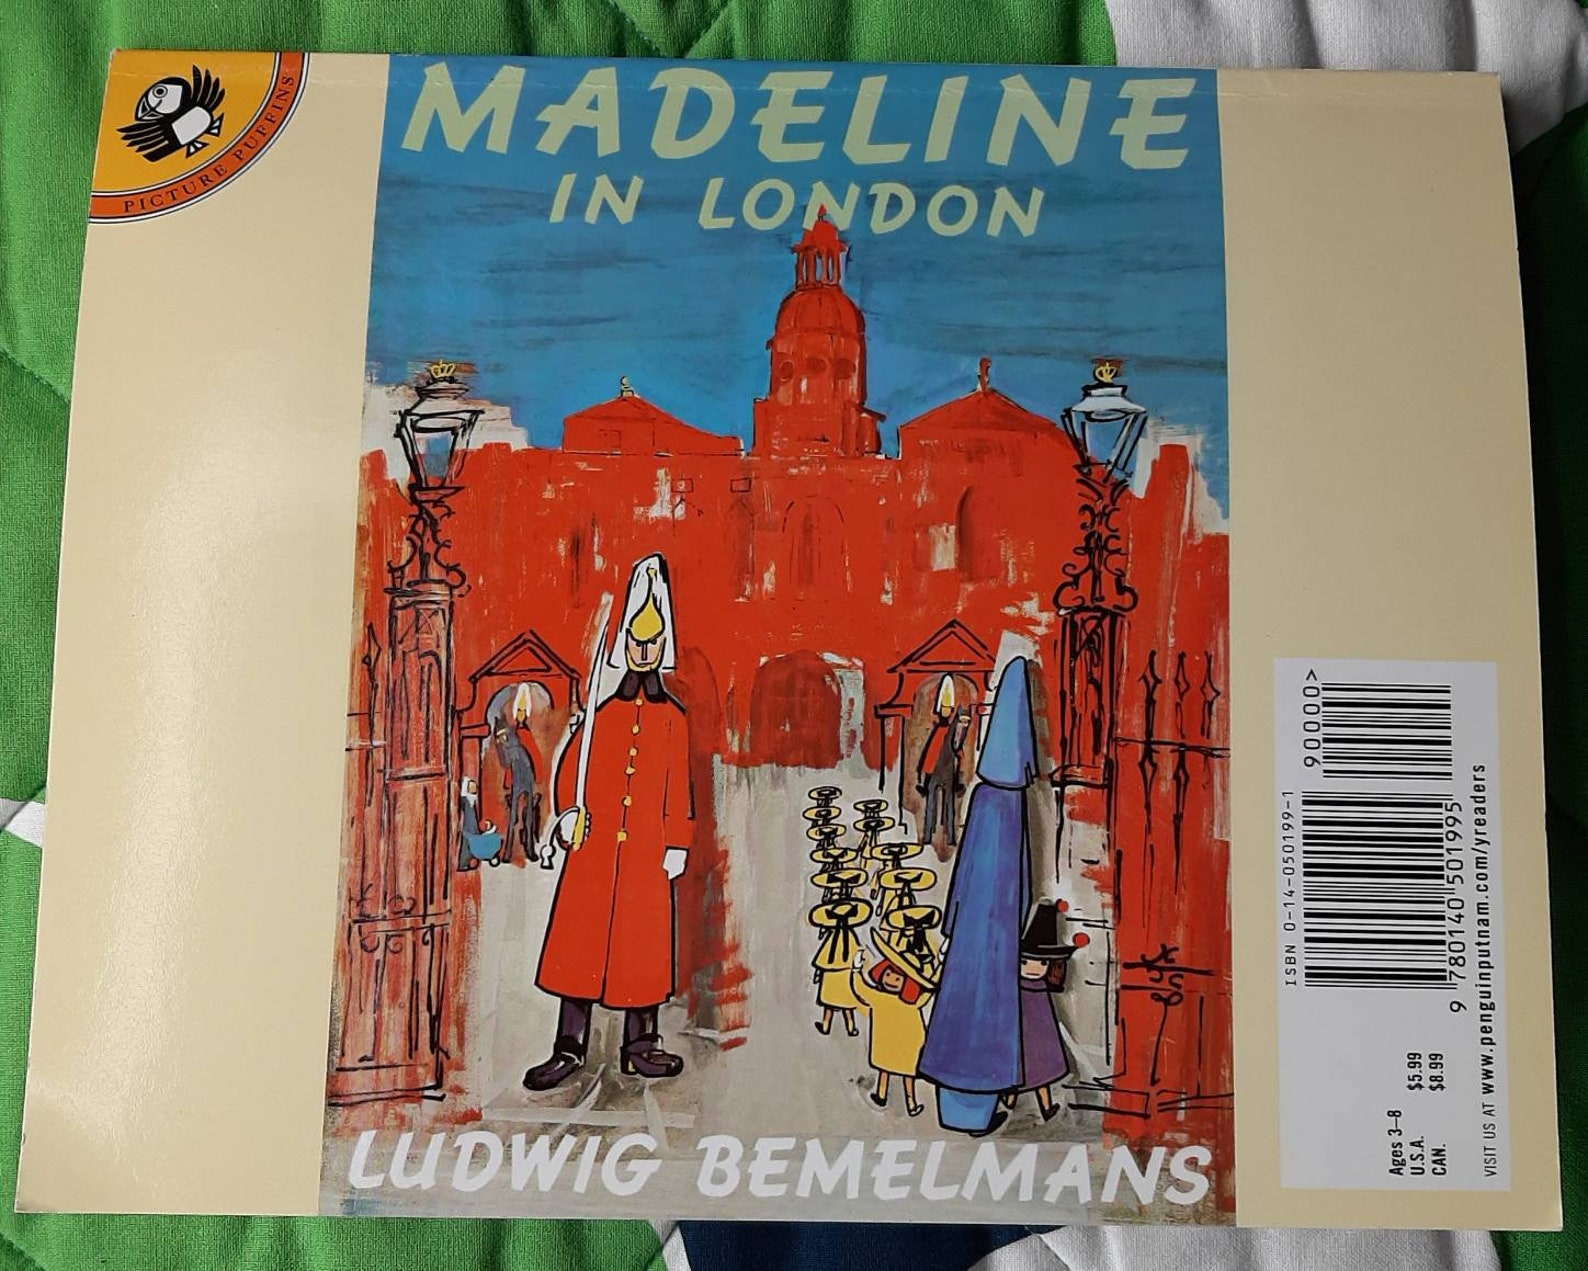 PICTURE PUFFINS
MADELINE
IN LONDON
LUDWIG BEMELMANS
ISBN 0-14-050199-1
90000>
9 780140 501995
Ages 3–8
U.S.A. $5.99
CAN. $8.99
VISIT US AT www.penguinputnam.com/yreaders